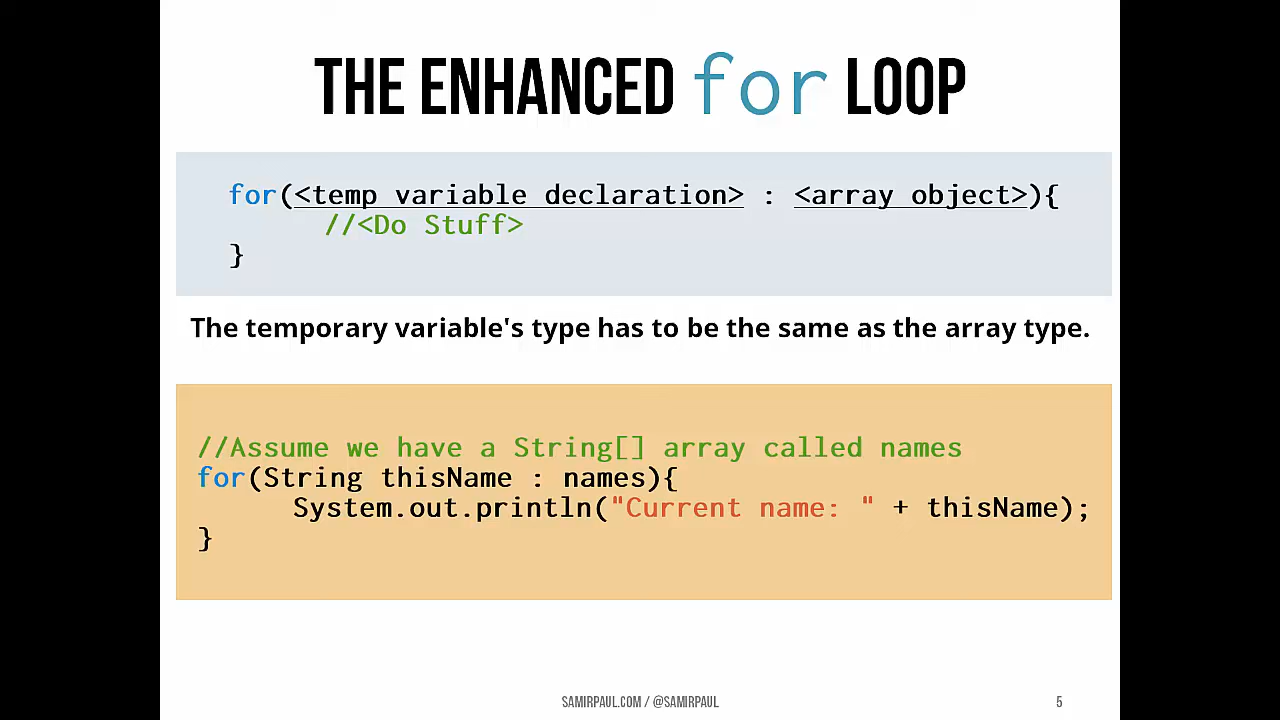 THE ENHANCED for LOOP
for(<temp variable declaration> : <array object>){
//<Do Stuff>
}
The temporary variable's type has to be the same as the array type.
//Assume we have a String[] array called names
for(String thisName : names){
System.out.println("Current name: " + thisName);
}
SAMIRPAUL.COM / @SAMIRPAUL
5